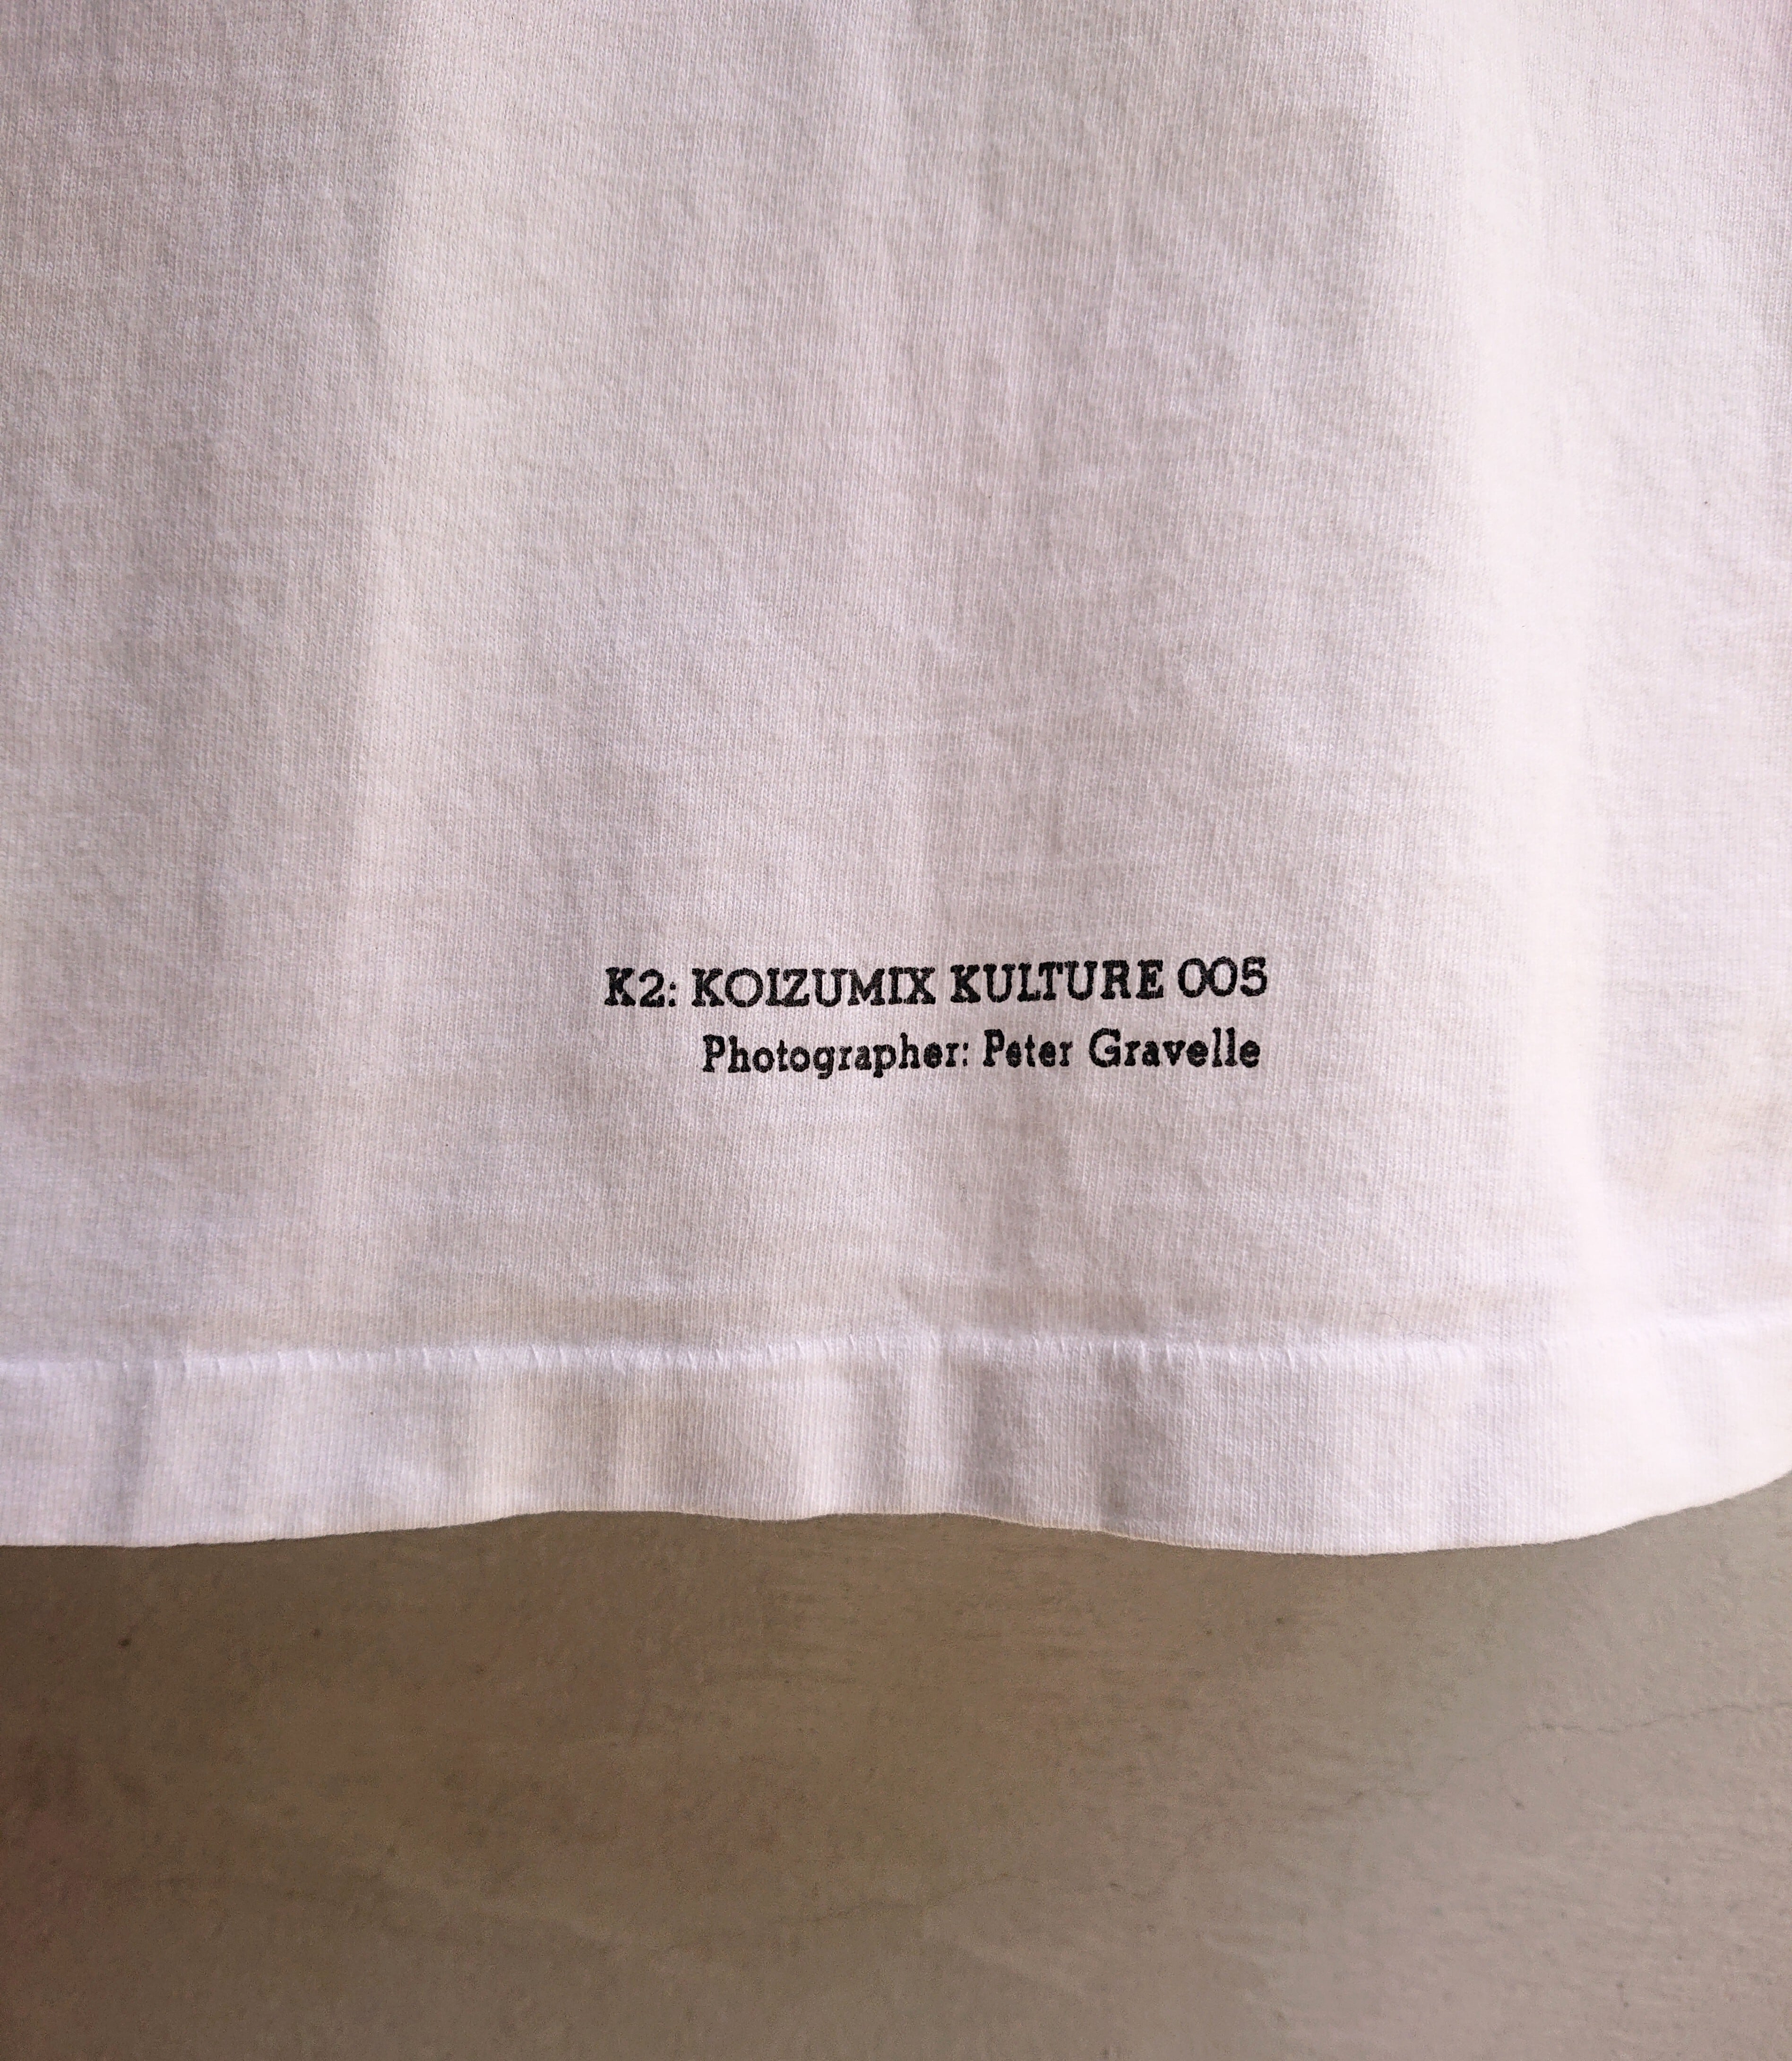 K2: KOIZUMIX KULTURE 005
Photographer: Peter Gravelle